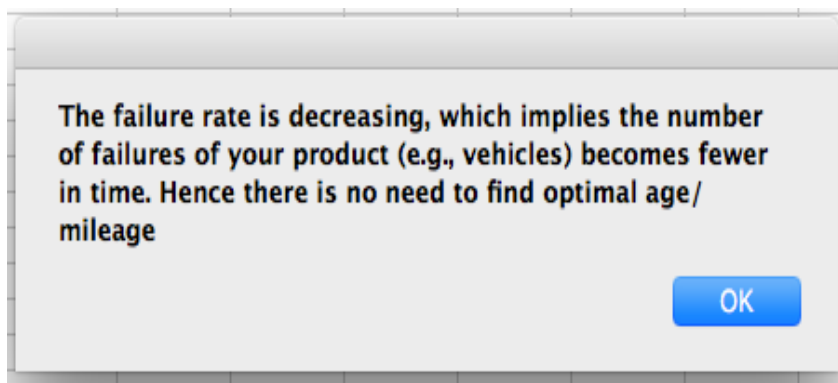 The failure rate is decreasing, which implies the number
of failures of your product (e.g., vehicles) becomes fewer
in time. Hence there is no need to find optimal age/
mileage
OK